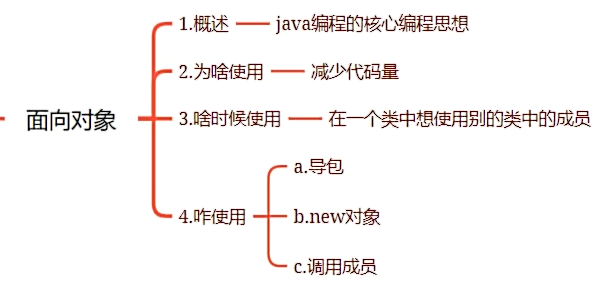 面向对象
1.概述
java编程的核心编程思想
2.为啥使用
减少代码量
3.啥时候使用
在一个类中想使用别的类中的成员
4.咋使用
a.导包
b.new对象
c.调用成员